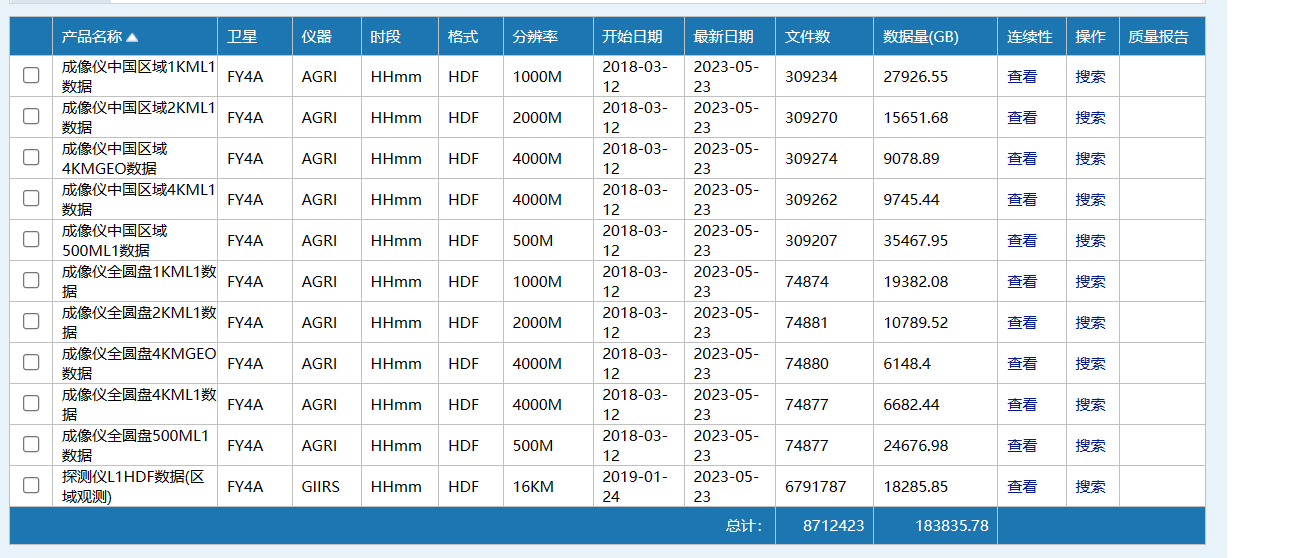 产品名称 卫星 仪器 时段 格式 分辨率 开始日期 最新日期 文件数 数据量(GB) 连续性 操作 质量报告
成像仪中国区域1KML1
数据 FY4A AGRI HHmm HDF 1000M 2018-03-
12 2023-05-
23 309234 27926.55 查看 搜索
成像仪中国区域2KML1
数据 FY4A AGRI HHmm HDF 2000M 2018-03-
12 2023-05-
23 309270 15651.68 查看 搜索
成像仪中国区域
4KMGEO数据 FY4A AGRI HHmm HDF 4000M 2018-03-
12 2023-05-
23 309274 9078.89 查看 搜索
成像仪中国区域4KML1
数据 FY4A AGRI HHmm HDF 4000M 2018-03-
12 2023-05-
23 309262 9745.44 查看 搜索
成像仪中国区域
500ML1数据 FY4A AGRI HHmm HDF 500M 2018-03-
12 2023-05-
23 309207 35467.95 查看 搜索
成像仪全圆盘1KML1数
据 FY4A AGRI HHmm HDF 1000M 2018-03-
12 2023-05-
23 74874 19382.08 查看 搜索
成像仪全圆盘2KML1数
据 FY4A AGRI HHmm HDF 2000M 2018-03-
12 2023-05-
23 74881 10789.52 查看 搜索
成像仪全圆盘4KMGEO
数据 FY4A AGRI HHmm HDF 4000M 2018-03-
12 2023-05-
23 74880 6148.4 查看 搜索
成像仪全圆盘4KML1数
据 FY4A AGRI HHmm HDF 4000M 2018-03-
12 2023-05-
23 74877 6682.44 查看 搜索
成像仪全圆盘500ML1
数据 FY4A AGRI HHmm HDF 500M 2018-03-
12 2023-05-
23 74877 24676.98 查看 搜索
探测仪L1HDF数据(区
域观测) FY4A GIIRS HHmm HDF 16KM 2019-01-
24 2023-05-
23 6791787 18285.85 查看 搜索
总计： 8712423 183835.78